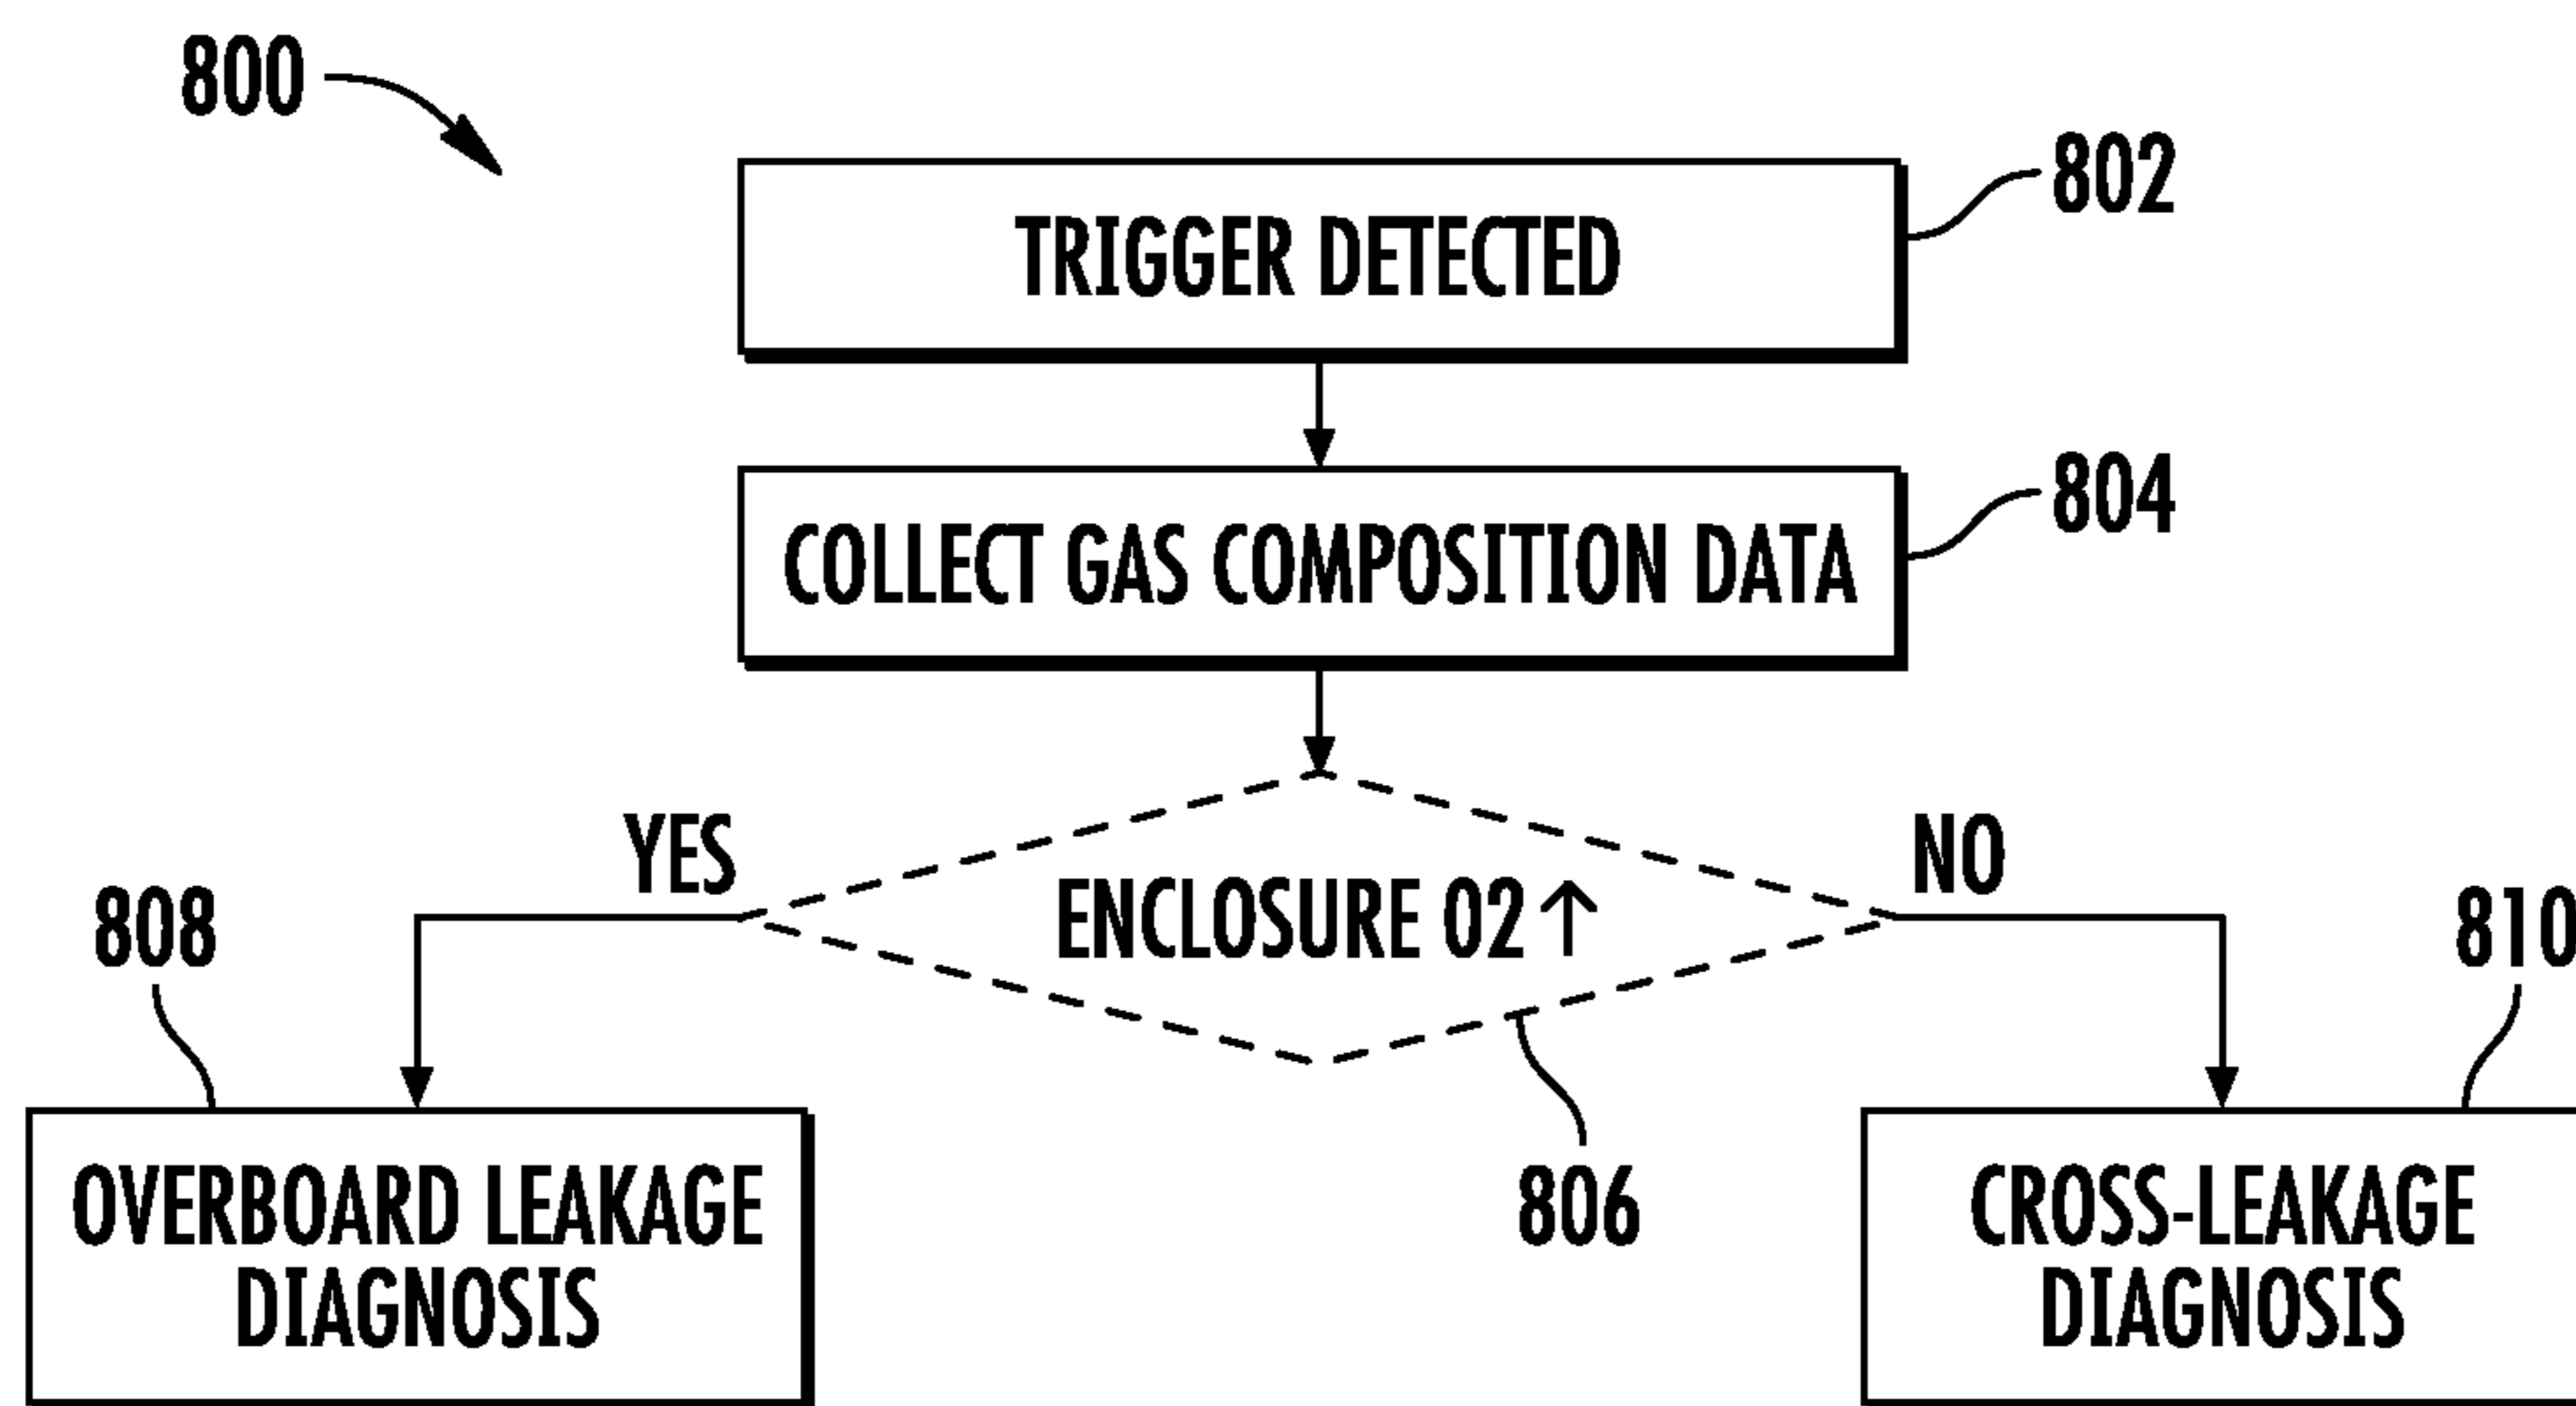 800
802
TRIGGER DETECTED
804
COLLECT GAS COMPOSITION DATA
YES
NO
ENCLOSURE 02↑
808
810
806
OVERBOARD LEAKAGE
DIAGNOSIS
CROSS-LEAKAGE
DIAGNOSIS